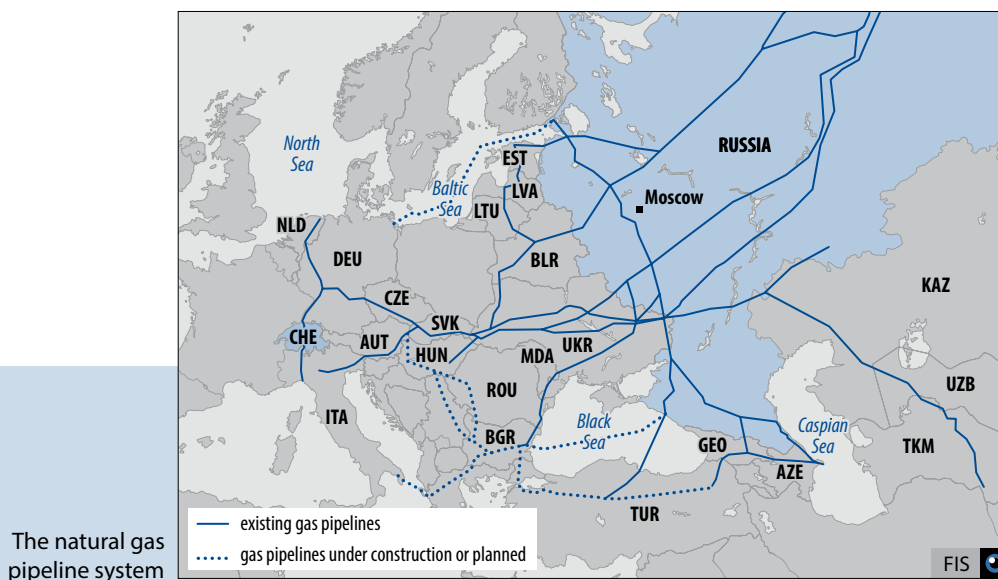 North
Sea
Baltic
Sea
EST
LVA
LTU
RUSSIA
Moscow
NLD
DEU
BLR
CZE
KAZ
SVK
CHE
AUT
HUN
MDA
UKR
ROU
UZB
ITA
BGR
Black
Sea
GEO
Caspian
Sea
TKM
AZE
TUR
existing gas pipelines
gas pipelines under construction or planned
FIS
The natural gas
pipeline system